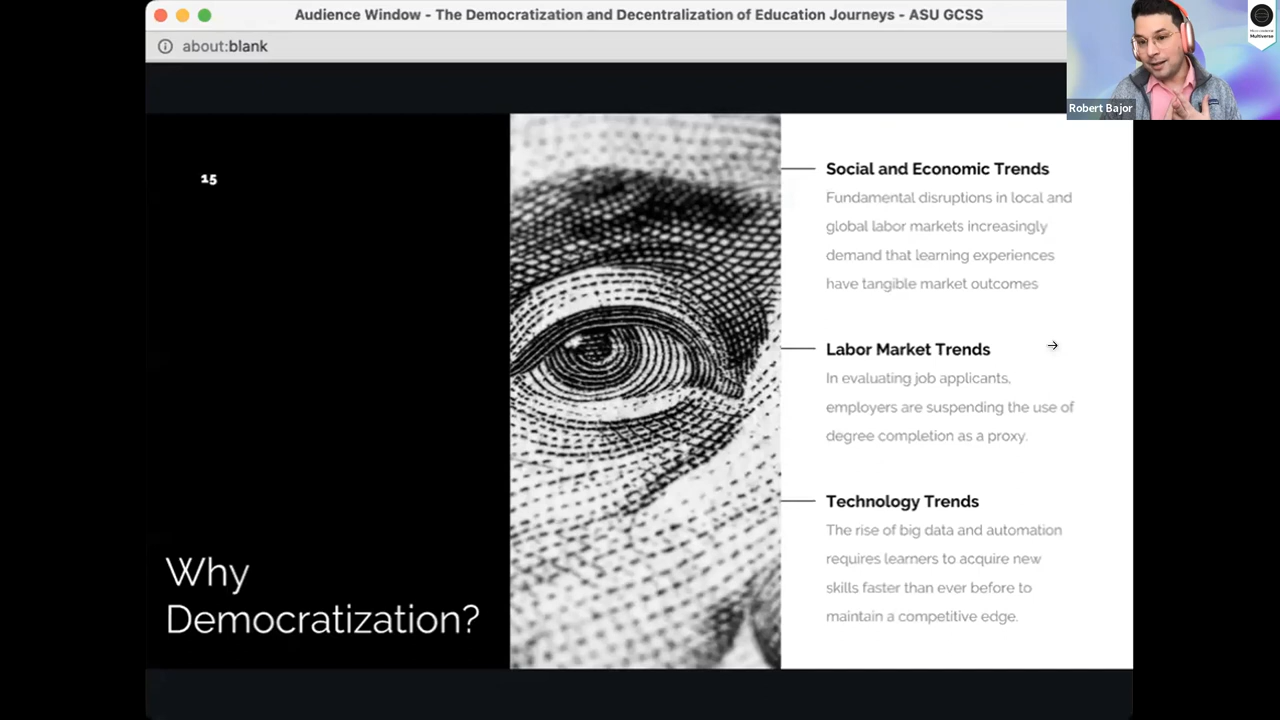 Audience Window - The Democratization and Decentralization of Education Journeys - ASU GCSS
about:blank
Robert Bajor
Multiverse
15
Why
Democratization?
Social and Economic Trends
Fundamental disruptions in local and
global labor markets increasingly
demand that learning experiences
have tangible market outcomes
Labor Market Trends
In evaluating job applicants,
employers are suspending the use of
degree completion as a proxy.
Technology Trends
The rise of big data and automation
requires learners to acquire new
skills faster than ever before to
maintain a competitive edge.